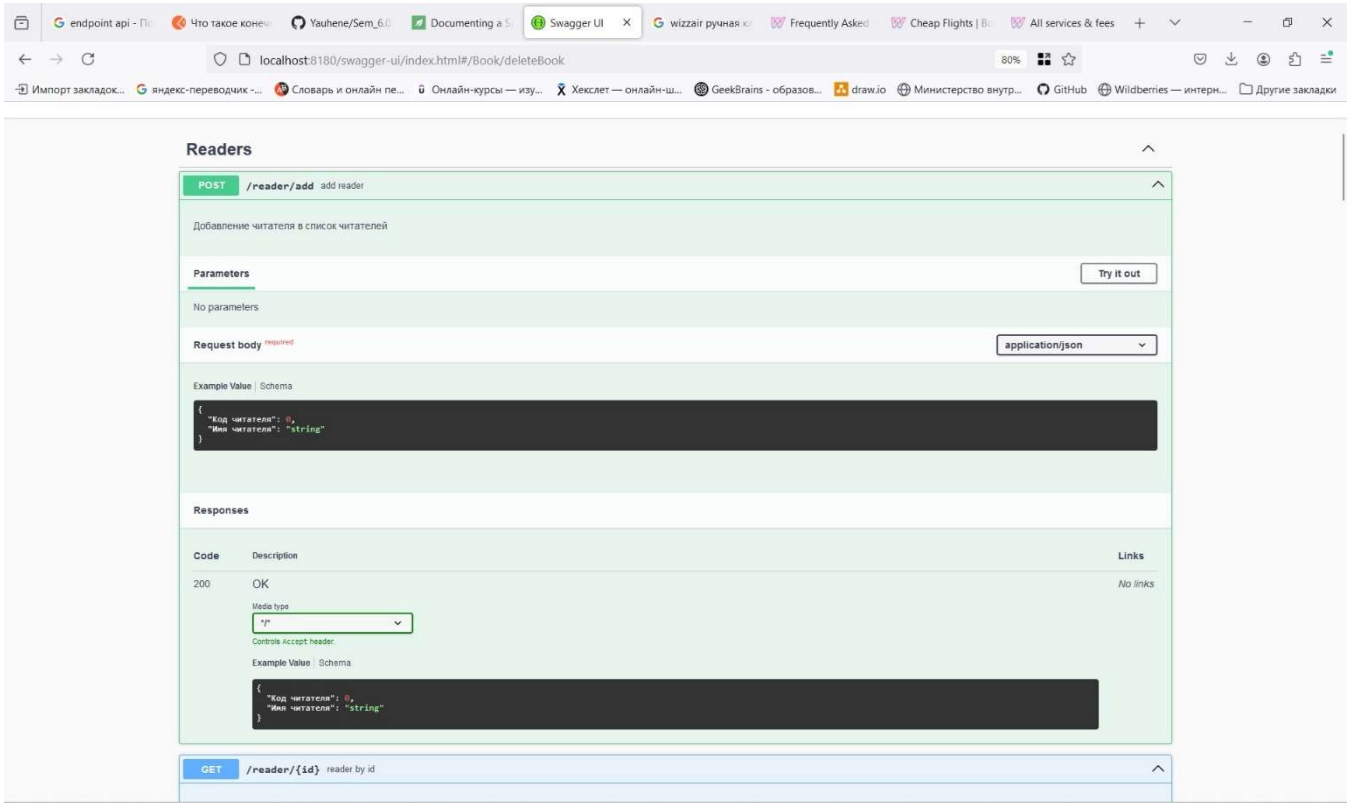 endpoint api - По
Что такое конеч
Yauhene/Sem_6.0
Documenting a S
Swagger UI
wizzair ручная к
Frequently Asked
Cheap Flights | B
All services & fees
localhost:8180/swagger-ui/index.html#/Book/deleteBook
80%
Импорт закладок...
яндекс-переводчик -...
Словарь и онлайн пе...
Онлайн-курсы — изу...
Хекслет — онлайн-ш...
GeekBrains - образов...
draw.io
Министерство внутр...
GitHub
Wildberries — интерн...
Другие закладки
Readers
POST /reader/add add reader
Добавление читателя в список читателей
Parameters
Try it out
No parameters
Request body required
application/json
Example Value | Schema
{
"Код читателя": 0,
"Имя читателя": "string"
}
Responses
Code Description Links
200 OK No links
Media type
*/*
Controls Accept header.
Example Value | Schema
{
"Код читателя": 0,
"Имя читателя": "string"
}
GET /reader/{id} reader by id